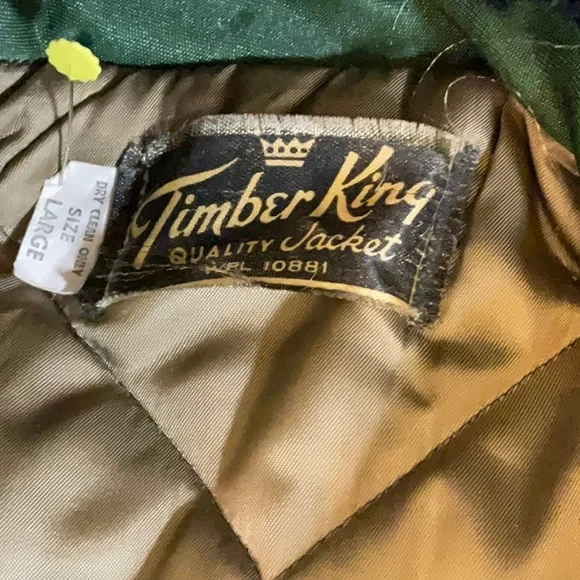 Timber King
QUALITY Jacket
WPL 10881
DRY CLEAN ONLY
SIZE
LARGE